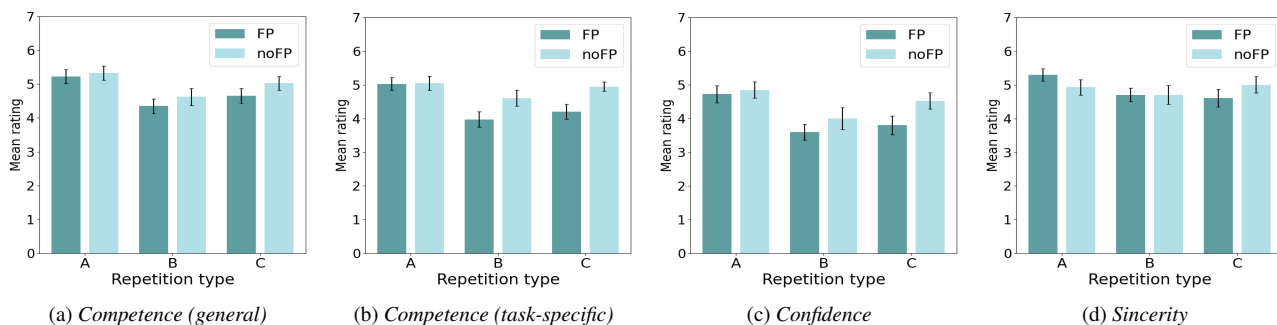 7
6
5
4
3
2
1
0
Mean rating
FP
noFP
A B C
Repetition type
(a) Competence (general)
7
6
5
4
3
2
1
0
Mean rating
FP
noFP
A B C
Repetition type
(b) Competence (task-specific)
7
6
5
4
3
2
1
0
Mean rating
FP
noFP
A B C
Repetition type
(c) Confidence
7
6
5
4
3
2
1
0
Mean rating
FP
noFP
A B C
Repetition type
(d) Sincerity